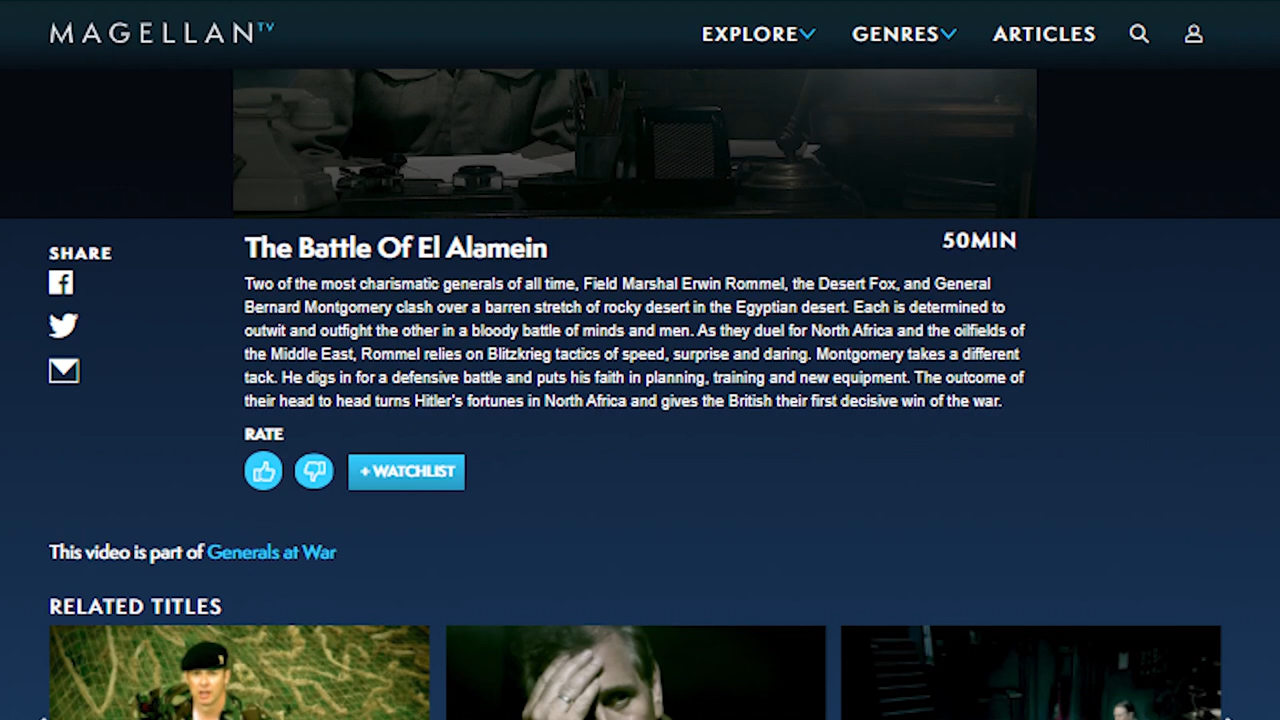 MAGELLANTV
EXPLORE GENRES ARTICLES
SHARE
The Battle Of El Alamein
50MIN
Two of the most charismatic generals of all time, Field Marshal Erwin Rommel, the Desert Fox, and General
Bernard Montgomery clash over a barren stretch of rocky desert in the Egyptian desert. Each is determined to
outwit and outfight the other in a bloody battle of minds and men. As they duel for North Africa and the oilfields of
the Middle East, Rommel relies on Blitzkrieg tactics of speed, surprise and daring. Montgomery takes a different
tack. He digs in for a defensive battle and puts his faith in planning, training and new equipment. The outcome of
their head to head turns Hitler's fortunes in North Africa and gives the British their first decisive win of the war.
RATE
+ WATCHLIST
This video is part of Generals at War
RELATED TITLES